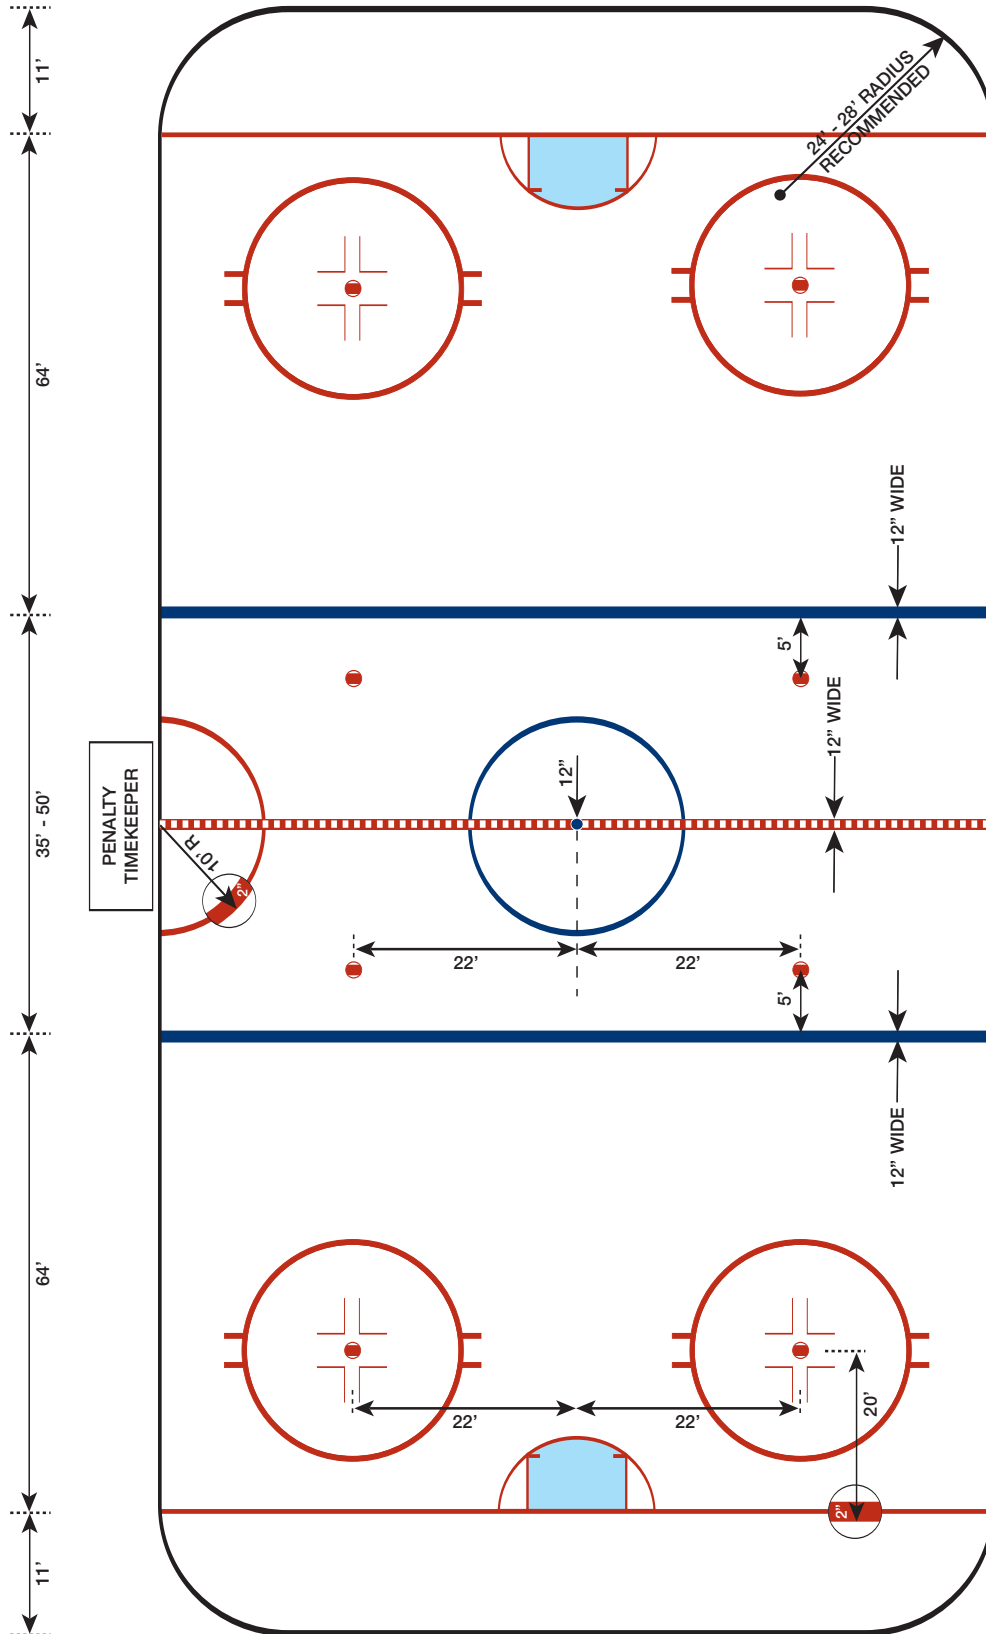 11’
64’
35’ - 50’
64’
11’
24’ - 28’ RADIUS
RECOMMENDED
12” WIDE
5’
12” WIDE
PENALTY
TIMEKEEPER
12”
10’ R
2”
22’
22’
5’
12” WIDE
22’
22’
20’
2”